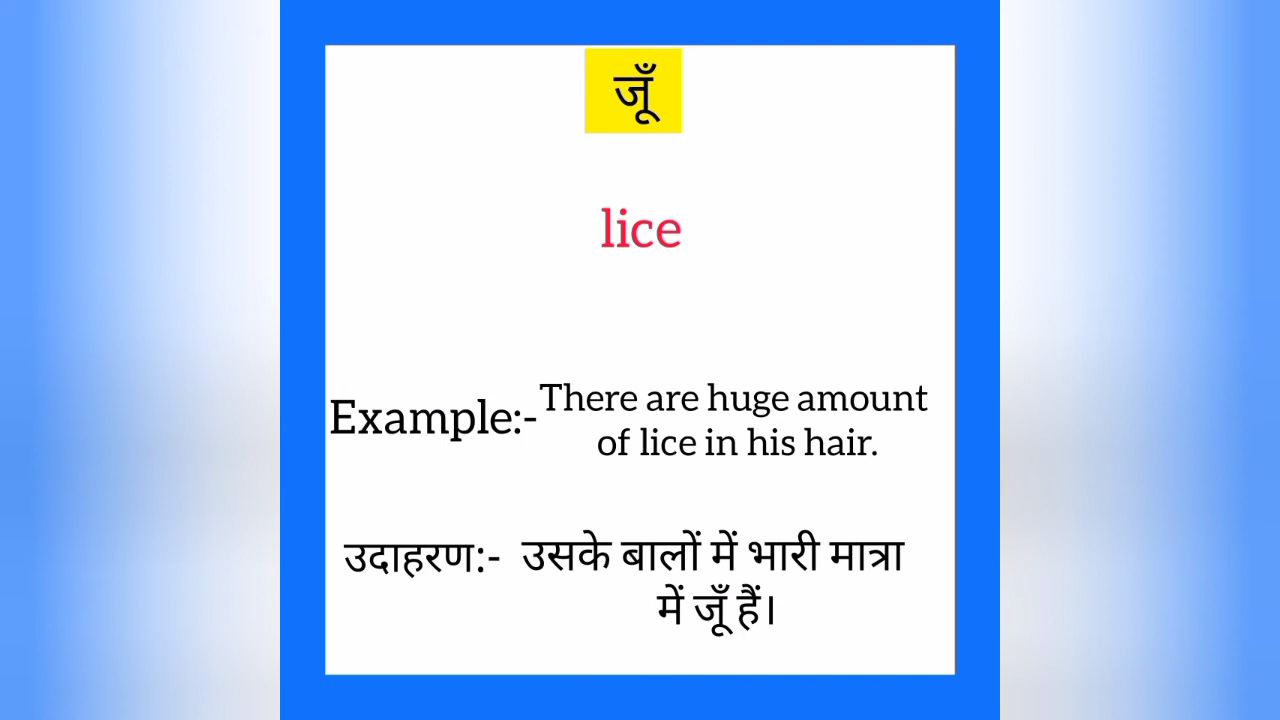 जूँ
lice
Example:- There are huge amount
of lice in his hair.
उदाहरण:- उसके बालों में भारी मात्रा
में जूँ हैं।